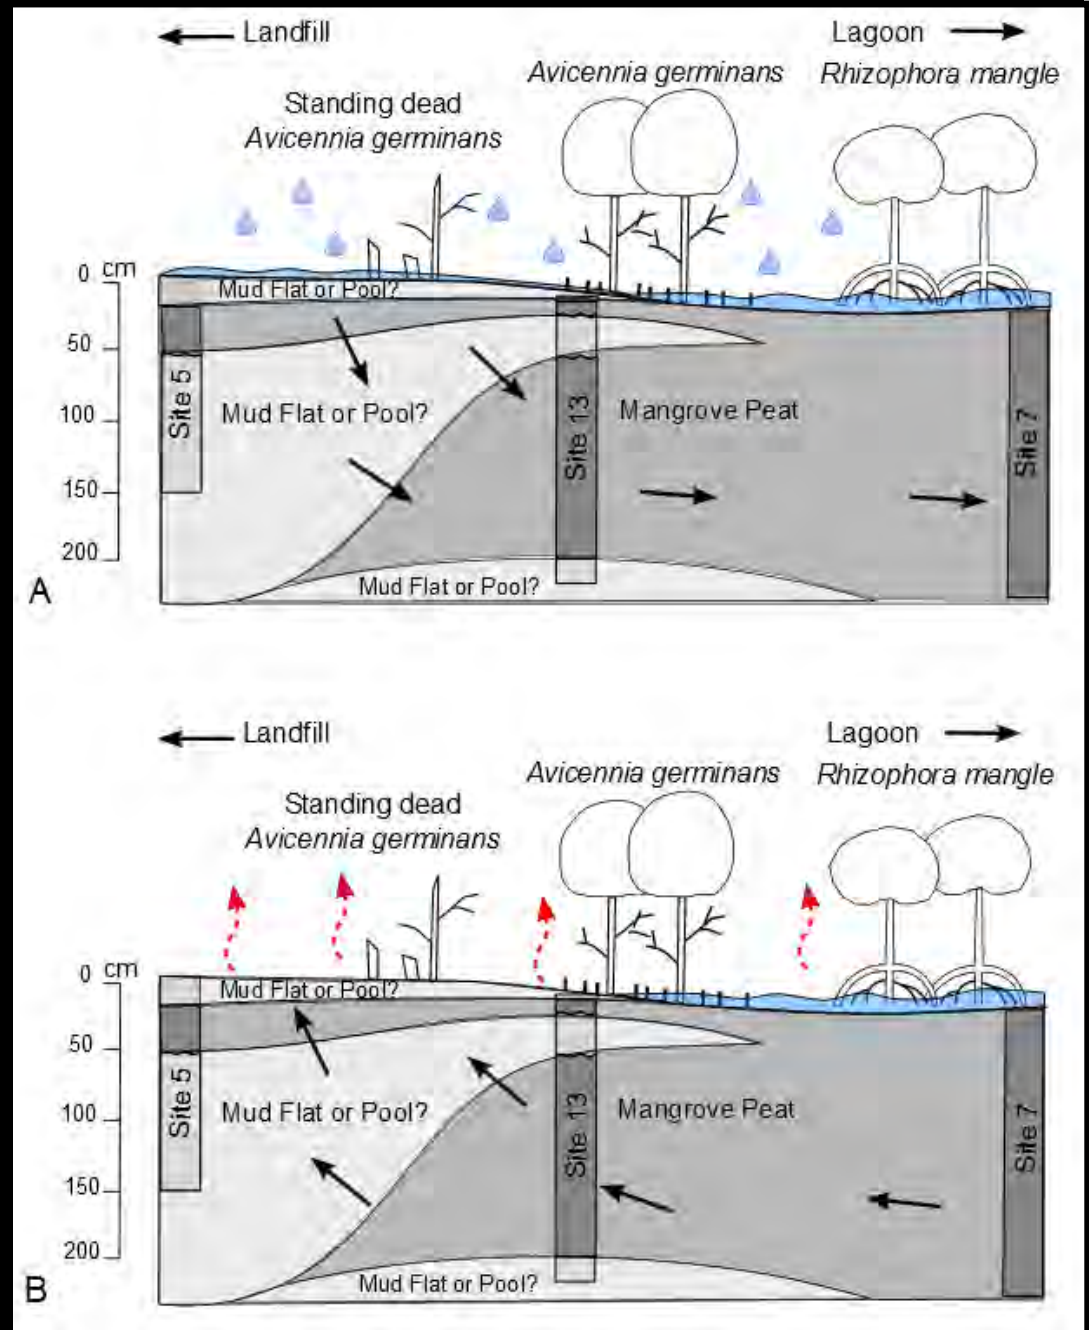 Landfill
Lagoon
Avicennia germinans
Rhizophora mangle
Standing dead
Avicennia germinans
0 cm
Mud Flat or Pool?
50
Site 5
Mud Flat or Pool?
100
Site 13
Mangrove Peat
Site 7
150
200
Mud Flat or Pool?
A
Landfill
Lagoon
Avicennia germinans
Rhizophora mangle
Standing dead
Avicennia germinans
0 cm
Mud Flat or Pool?
50
Site 5
Mud Flat or Pool?
100
Site 13
Mangrove Peat
Site 7
150
200
Mud Flat or Pool?
B